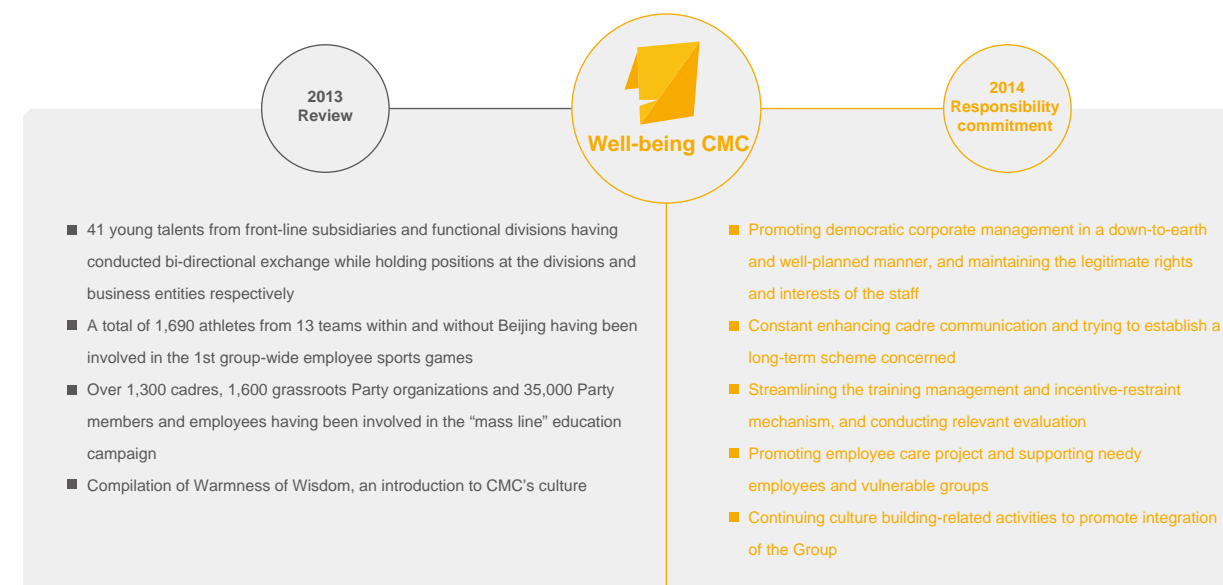 2013
Review
Well-being CMC
2014
Responsibility
commitment
41 young talents from front-line subsidiaries and functional divisions having
conducted bi-directional exchange while holding positions at the divisions and
business entities respectively
A total of 1,690 athletes from 13 teams within and without Beijing having been
involved in the 1st group-wide employee sports games
Over 1,300 cadres, 1,600 grassroots Party organizations and 35,000 Party
members and employees having been involved in the “mass line” education
campaign
Compilation of Warmness of Wisdom, an introduction to CMC’s culture
Promoting democratic corporate management in a down-to-earth
and well-planned manner, and maintaining the legitimate rights
and interests of the staff
Constant enhancing cadre communication and trying to establish a
long-term scheme concerned
Streamlining the training management and incentive-restraint
mechanism, and conducting relevant evaluation
Promoting employee care project and supporting needy
employees and vulnerable groups
Continuing culture building-related activities to promote integration
of the Group